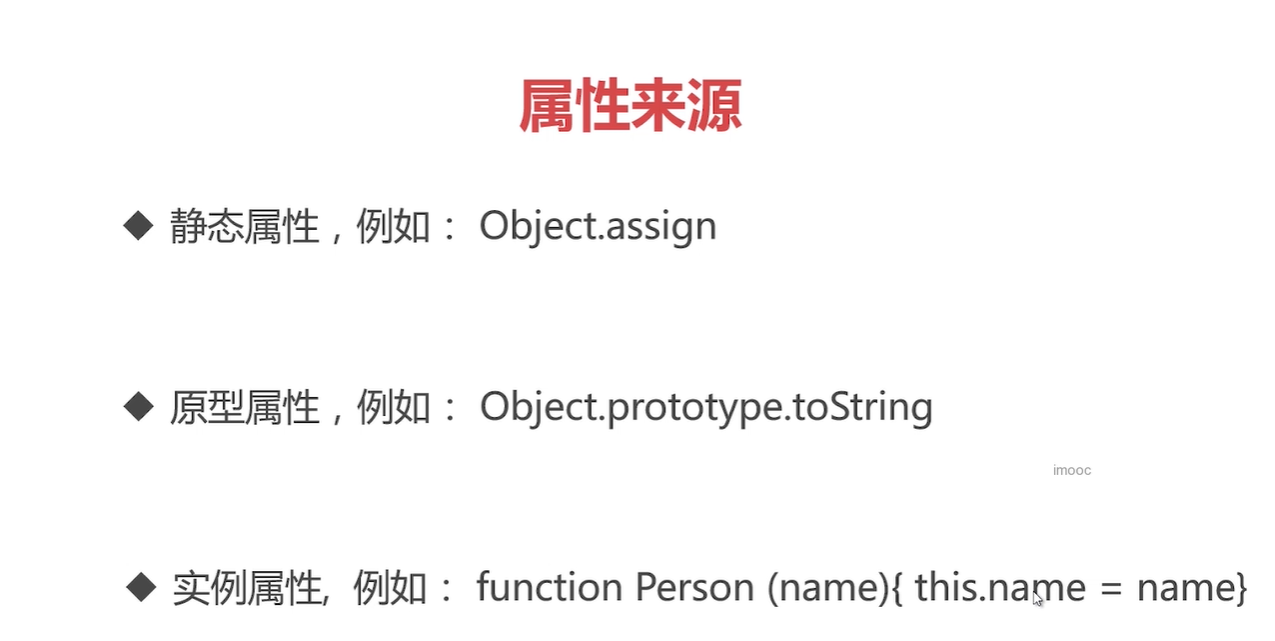 属性来源
◆ 静态属性，例如： Object.assign
◆ 原型属性，例如： Object.prototype.toString
imooc
◆ 实例属性, 例如： function Person (name){ this.name = name}